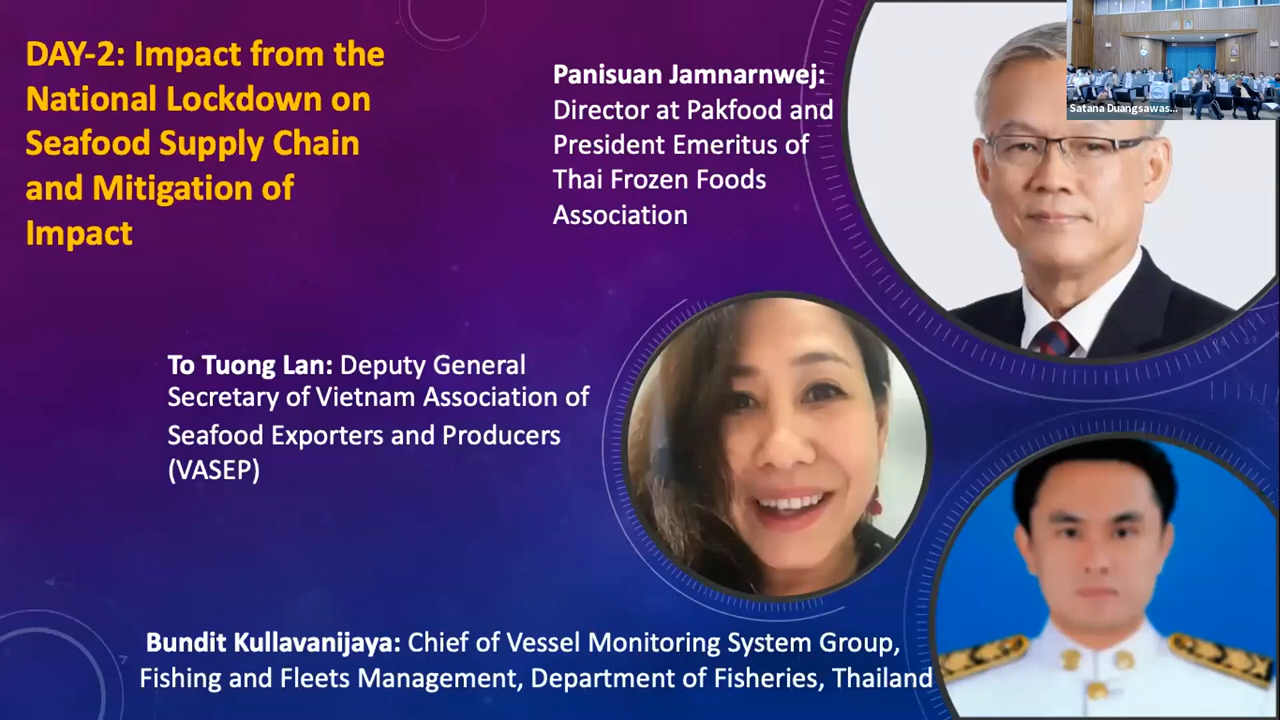 DAY-2: Impact from the
National Lockdown on
Seafood Supply Chain
and Mitigation of
Impact
Panisuan Jamnarnwej:
Director at Pakfood and
President Emeritus of
Thai Frozen Foods
Association
Satana Duangsawas...
To Tuong Lan: Deputy General
Secretary of Vietnam Association of
Seafood Exporters and Producers
(VASEP)
Bundit Kullavanijaya: Chief of Vessel Monitoring System Group,
Fishing and Fleets Management, Department of Fisheries, Thailand